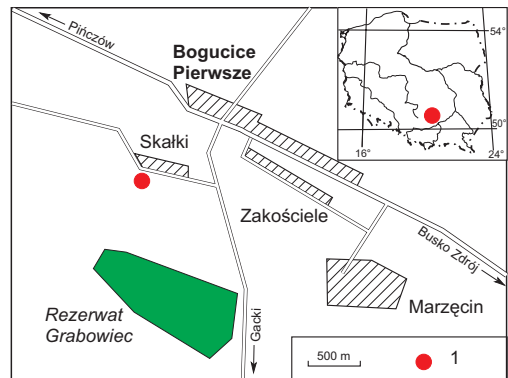 Pińczów
Bogucice
Pierwsze
54°
50°
16°
24°
Skałki
Zakościele
Busko Zdrój
Rezerwat
Grabowiec
Gacki
Marzęcin
500 m
1